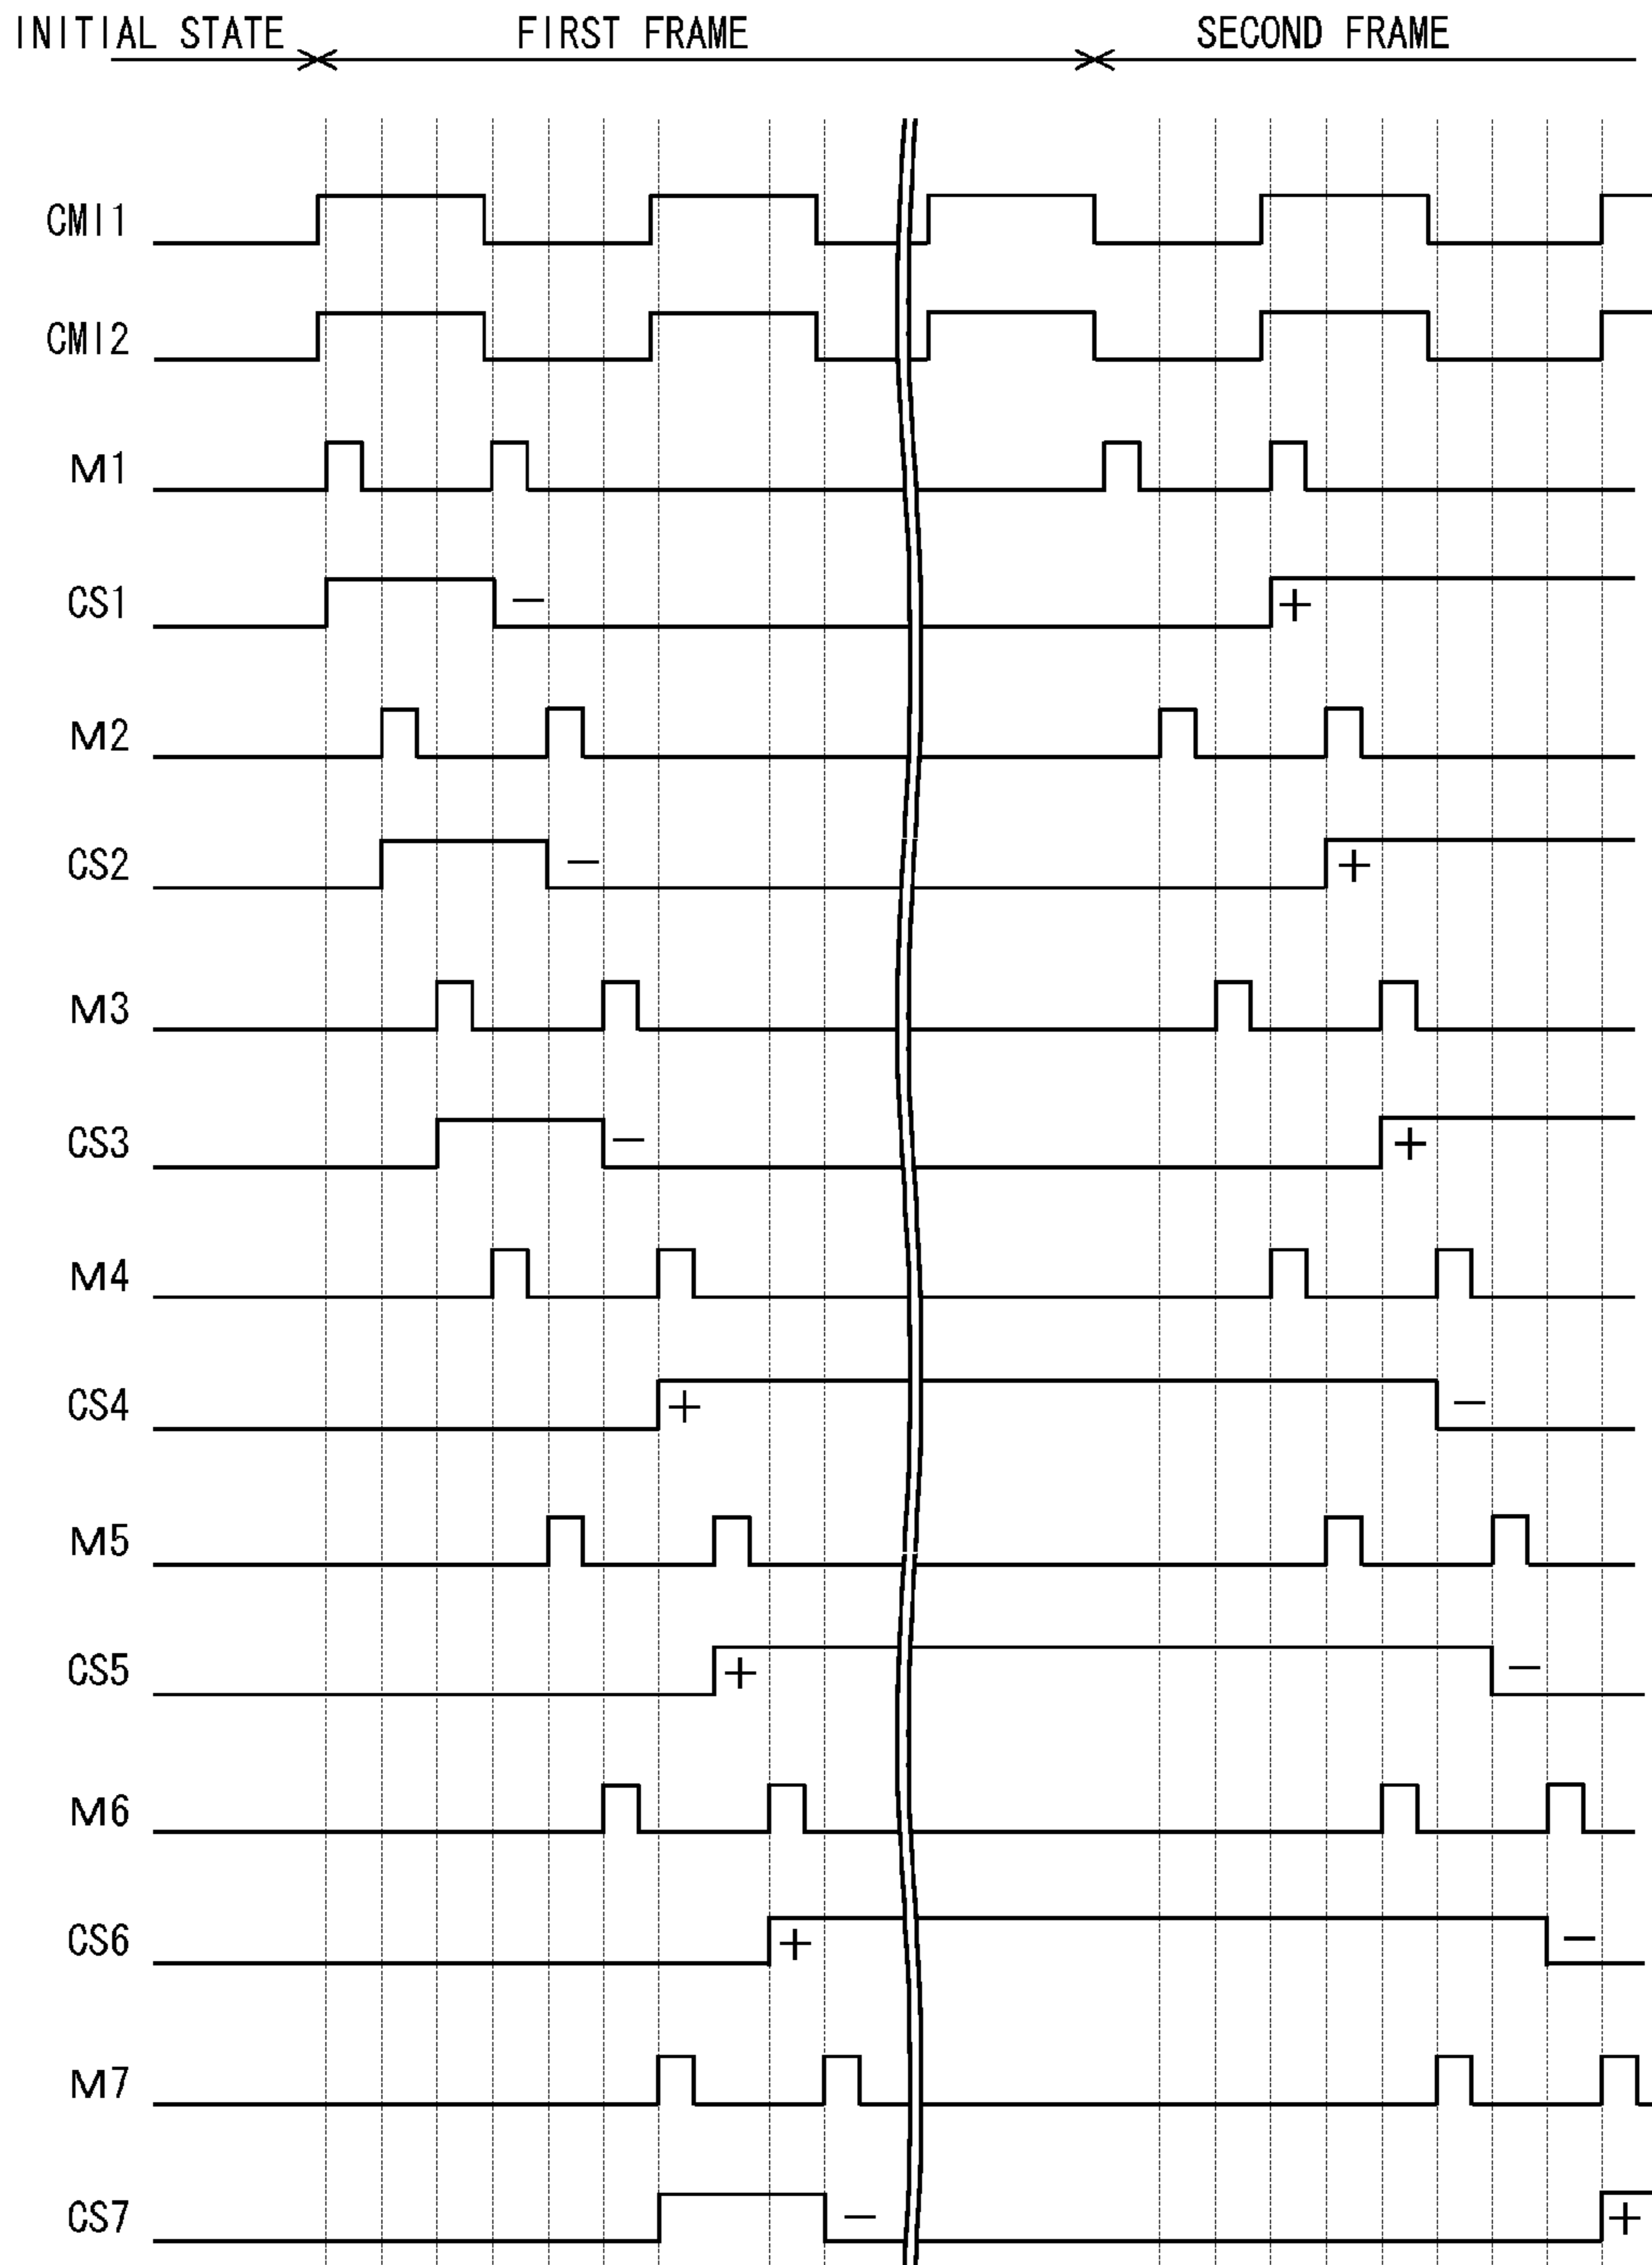 INITIAL STATE FIRST FRAME SECOND FRAME
CMI1
CMI2
M1
CS1 − +
M2
CS2 − +
M3
CS3 − +
M4
CS4 + −
M5
CS5 + −
M6
CS6 + −
M7
CS7 − +